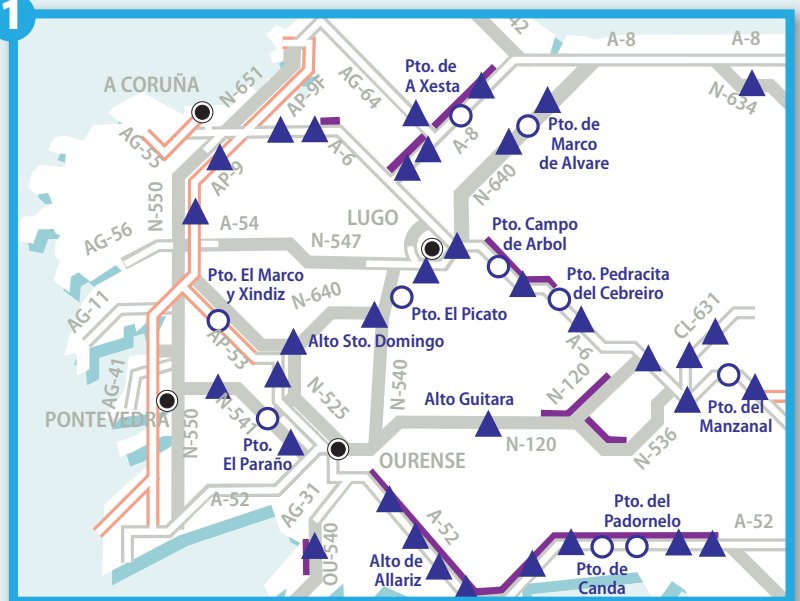 1
42
A-8
A-8
N-651
AG-64
Pto. de
A Xesta
A CORUÑA
AP-9F
N-634
AG-55
A-6
A-8
Pto. de
Marco
de Alvare
AP-9
N-550
N-640
AG-56
A-54
LUGO
Pto. Campo
de Arbol
N-547
Pto. El Marco
y Xindiz
N-640
Pto. Pedracita
del Cebreiro
AG-11
Pto. El Picato
CL-631
AP-53
Alto Sto. Domingo
A-6
AG-41
N-525
N-540
N-120
Alto Guitara
PONTEVEDRA
N-550
N-541
Pto. del
Manzanal
Pto.
El Paraño
N-120
N-536
OURENSE
A-52
AG-31
Pto. del
Padornelo
OU-540
A-52
A-52
Alto de
Allariz
Pto. de
Canda